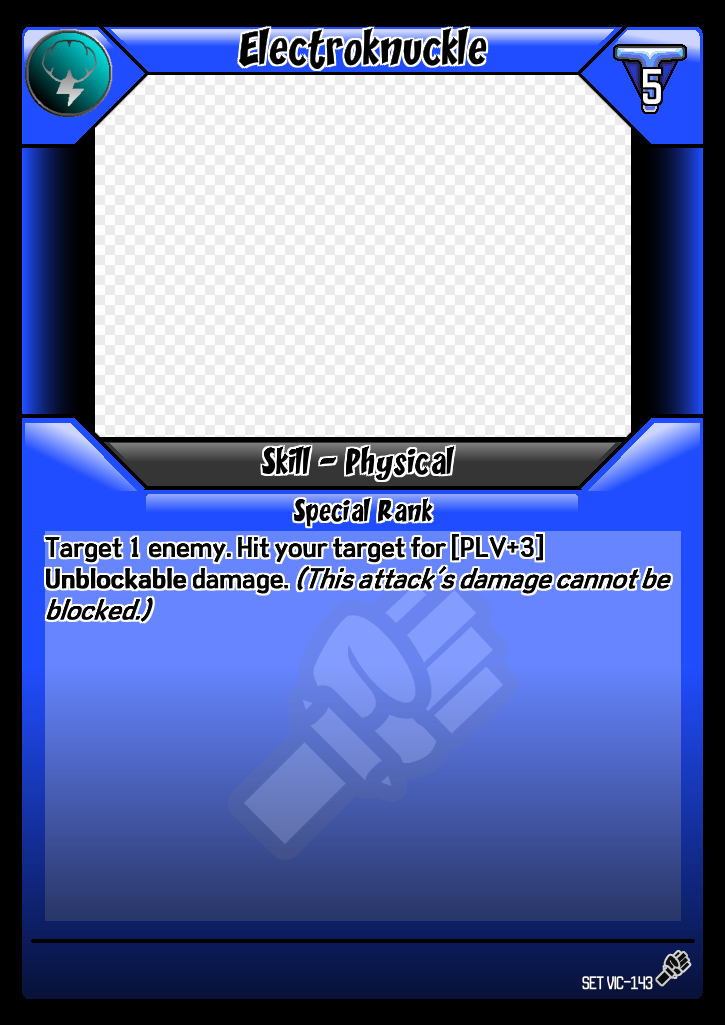 Electroknuckle
5
Skill - Physical
Special Rank
Target 1 enemy. Hit your target for [PLV+3]
Unblockable damage. (This attack's damage cannot be
blocked.)
SET VIC-143